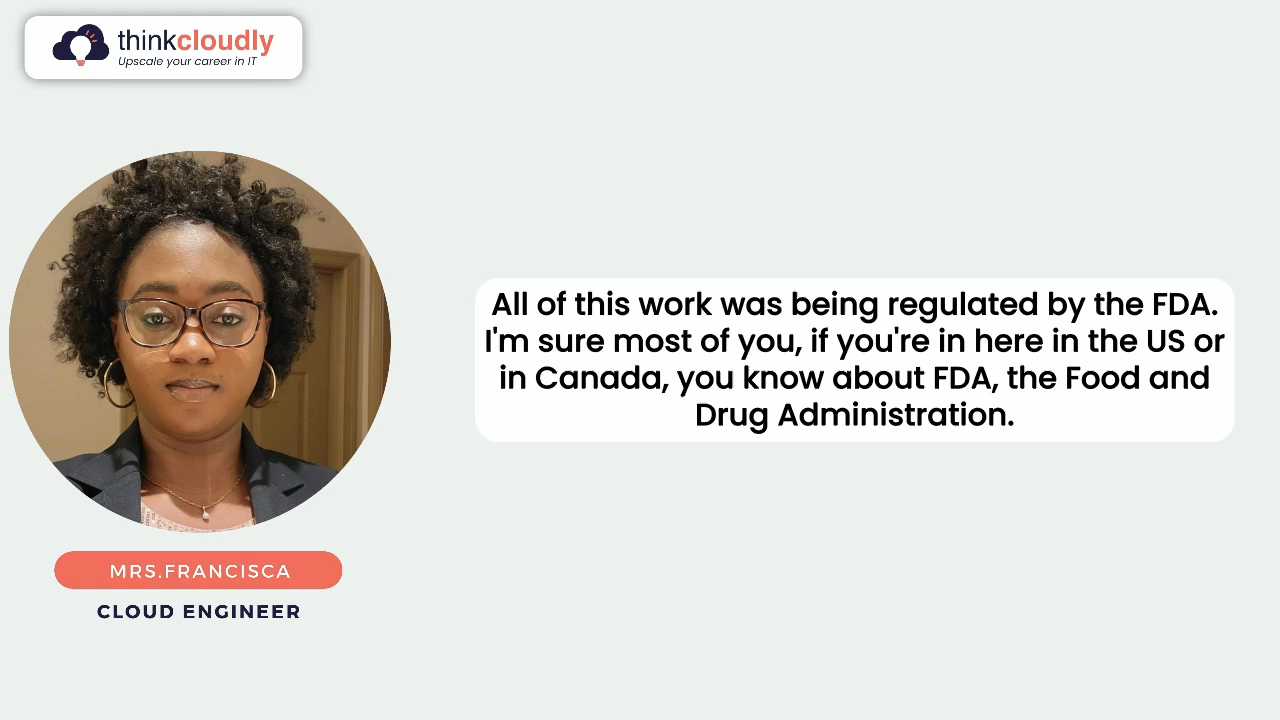 thinkcloudly
Upscale your career in IT
All of this work was being regulated by the FDA.
I'm sure most of you, if you're in here in the US or
in Canada, you know about FDA, the Food and
Drug Administration.
MRS.FRANCISCA
CLOUD ENGINEER